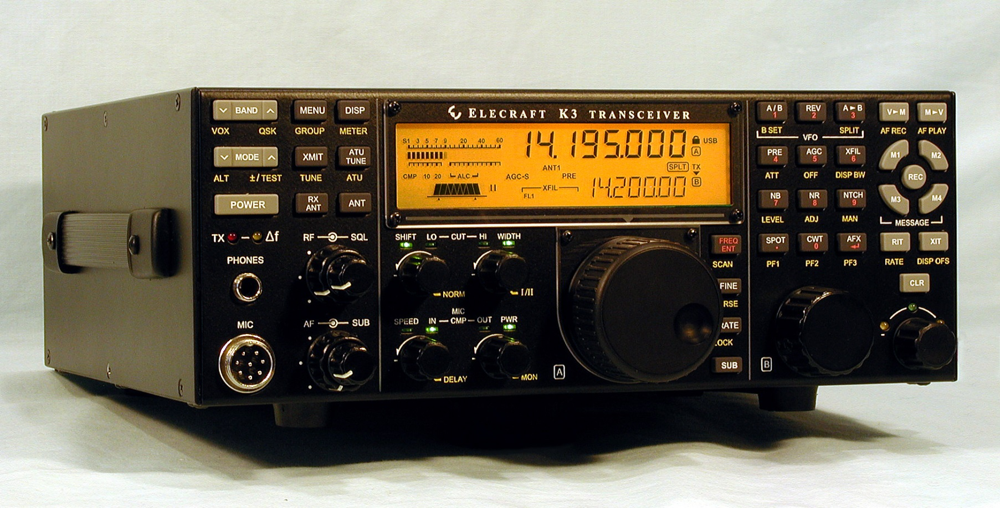 ELECRAFT K3 TRANSCEIVER
BAND
VOX QSK
MENU
GROUP
DISP
METER
MODE
ALT ±/TEST
XMIT
TUNE
ATU TUNE
ATU
POWER
RX ANT
ANT
TX - Δf
PHONES
MIC
RF SQL
AF SUB
S1 3 5 7 9 20 40 60
CMP 10 20 ALC
14.195.000
USB
A
ANT1
SPLT TX
AGC-S PRE
XFIL
FL1
II
14.200.00
B
SHIFT LO CUT HI WIDTH
NORM
I/II
MIC
SPEED IN CMP OUT PWR
DELAY
MON
A
FREQ ENT
SCAN
FINE
RSE
RATE
LOCK
SUB
A/B 1
B SET
REV 2
A►B 3
SPLIT
VFO
PRE 4
ATT
AGC 5
OFF
XFIL 6
DISP BW
NB 7
LEVEL
NR 8
ADJ
NTCH 9
MAN
SPOT .
PF1
CWT 0
PF2
AFX
PF3
V►M
AF REC
M►V
AF PLAY
M1
M2
REC
M3
M4
MESSAGE
RIT
RATE
XIT
DISP OFS
CLR
B
-